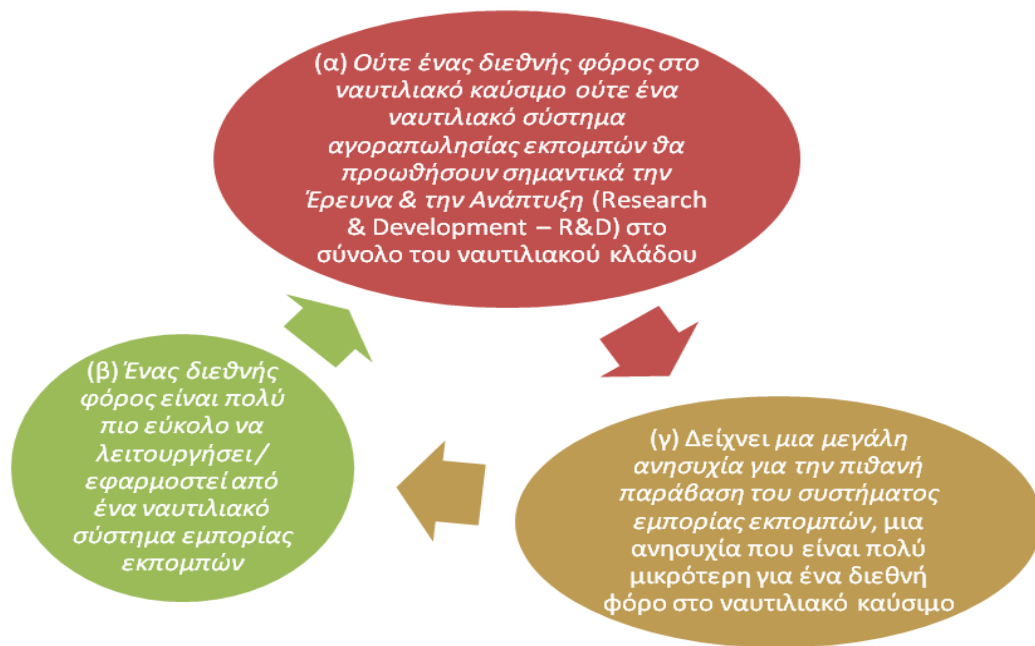 (α) Ούτε ένας διεθνής φόρος στο
ναυτιλιακό καύσιμο ούτε ένα
ναυτιλιακό σύστημα
αγοραπωλησίας εκπομπών θα
προωθήσουν σημαντικά την
Έρευνα & την Ανάπτυξη (Research
& Development – R&D) στο
σύνολο του ναυτιλιακού κλάδου
(β) Ένας διεθνής
φόρος είναι πολύ
πιο εύκολο να
λειτουργήσει /
εφαρμοστεί από
ένα ναυτιλιακό
σύστημα εμπορίας
εκπομπών
(γ) Δείχνει μια μεγάλη
ανησυχία για την πιθανή
παράβαση του συστήματος
εμπορίας εκπομπών, μια
ανησυχία που είναι πολύ
μικρότερη για ένα διεθνή
φόρο στο ναυτιλιακό καύσιμο